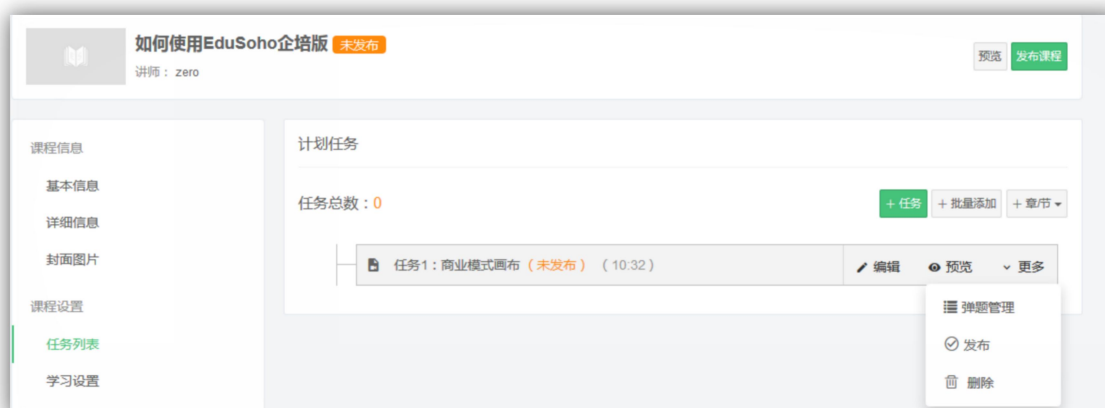 如何使用EduSoho企培版 未发布
讲师： zero
预览 发布课程
课程信息
基本信息
详细信息
封面图片
课程设置
任务列表
学习设置
计划任务
任务总数：0
+ 任务 + 批量添加 + 章/节
任务1：商业模式画布（未发布）（10:32）
编辑 预览 更多
弹题管理
发布
删除